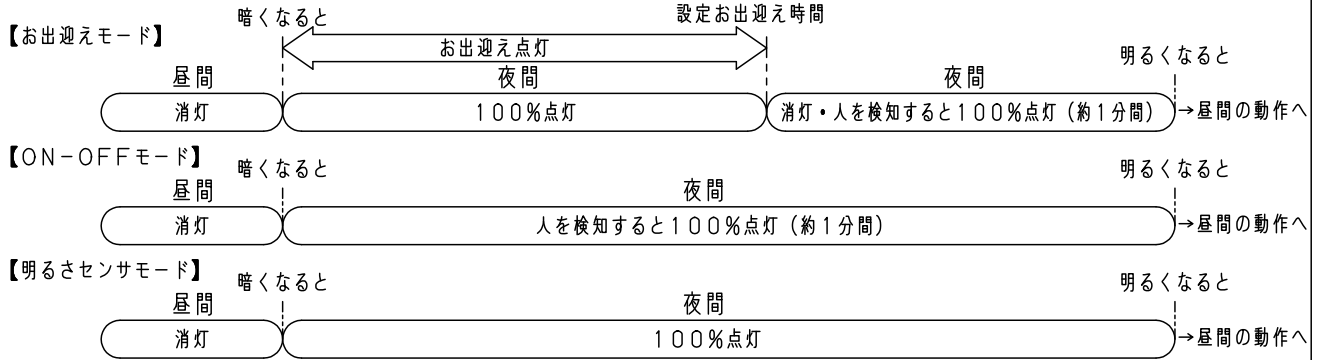 暗くなると 設定お出迎え時間
【お出迎えモード】
お出迎え点灯
明るくなると
昼間 夜間 夜間
消灯 100%点灯 消灯・人を検知すると100%点灯(約1分間) →昼間の動作へ
【ON-OFFモード】
暗くなると 明るくなると
昼間 夜間
消灯 人を検知すると100%点灯(約1分間) →昼間の動作へ
【明るさセンサモード】
暗くなると 明るくなると
昼間 夜間
消灯 100%点灯 →昼間の動作へ